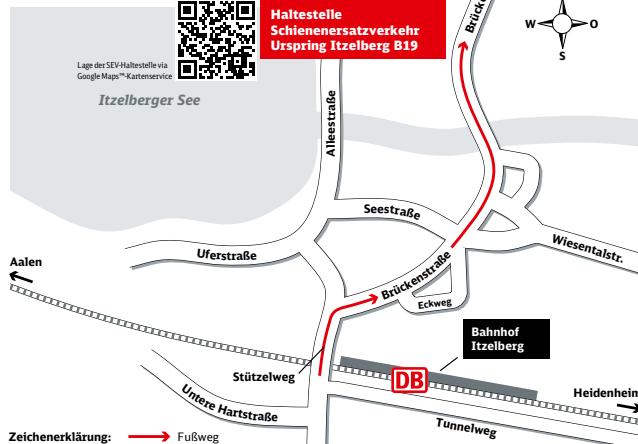 Haltestelle
Schienenersatzverkehr
Urspring Itzelberg B19
W O
S
Lage der SEV-Haltestelle via
Google Maps™-Kartenservice
Itzelberger See
Alleestraße
Seestraße
Wiesentalstr.
Uferstraße
Aalen
Brückenstraße
Eckweg
Bahnhof
Itzelberg
Stützelweg
DB
Heidenheim
Untere Hartstraße
Tunnelweg
Zeichenerklärung: Fußweg